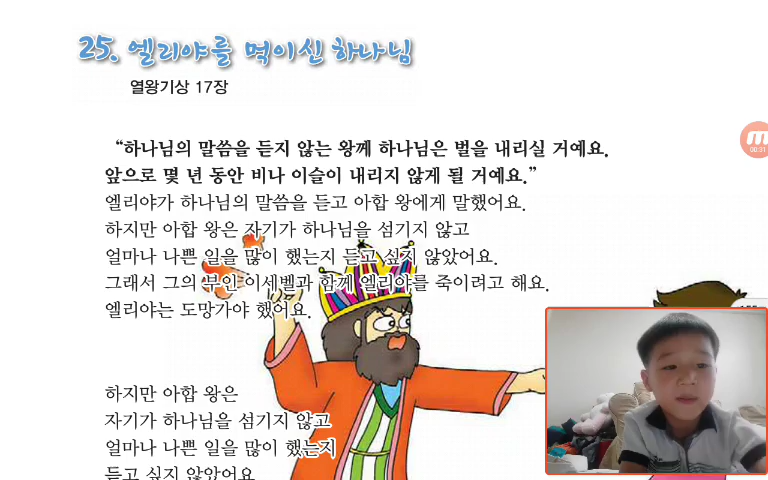 25. 엘리야를 먹이신 하나님
열왕기상 17장
“하나님의 말씀을 듣지 않는 왕께 하나님은 벌을 내리실 거예요.
앞으로 몇 년 동안 비나 이슬이 내리지 않게 될 거예요.”
엘리야가 하나님의 말씀을 듣고 아합 왕에게 말했어요.
하지만 아합 왕은 자기가 하나님을 섬기지 않고
얼마나 나쁜 일을 많이 했는지 듣고 싶지 않았어요.
그래서 그의 부인 이세벨과 함께 엘리야를 죽이려고 해요.
엘리야는 도망가야 했어요.
하지만 아합 왕은
자기가 하나님을 섬기지 않고
얼마나 나쁜 일을 많이 했는지
듣고 싶지 않았어요
00:31